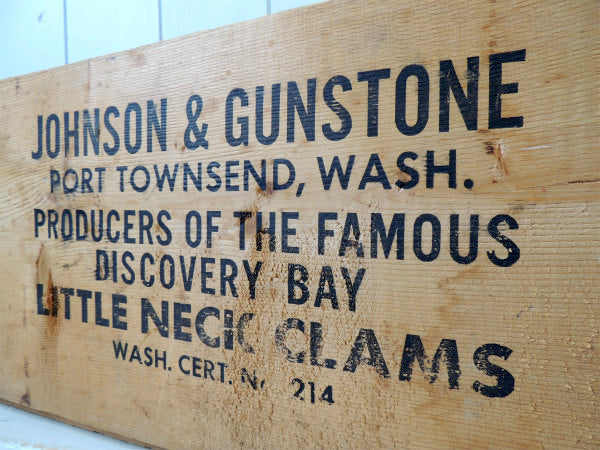 JOHNSON & GUNSTONE
PORT TOWNSEND, WASH.
PRODUCERS OF THE FAMOUS
DISCOVERY BAY
LITTLE NECK CLAMS
WASH. CERT. No. 214